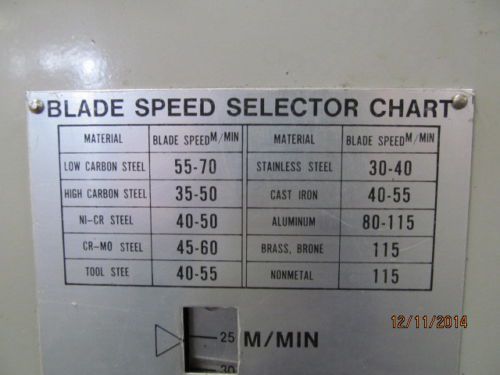 BLADE SPEED SELECTOR CHART
MATERIAL BLADE SPEED M/MIN MATERIAL BLADE SPEED M/MIN
LOW CARBON STEEL 55-70 STAINLESS STEEL 30-40
HIGH CARBON STEEL 35-50 CAST IRON 40-55
NI-CR STEEL 40-50 ALUMINUM 80-115
CR-MO STEEL 45-60 BRASS, BRONE 115
TOOL STEE 40-55 NONMETAL 115
25 M/MIN
30
12/11/2014